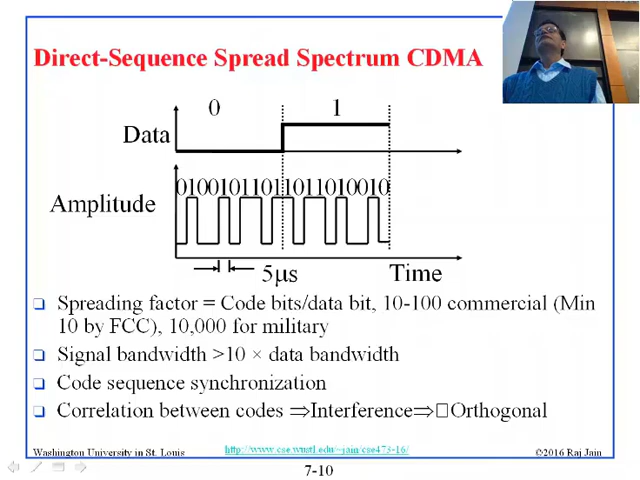 Direct-Sequence Spread Spectrum CDMA
0 1
Data
01001011011011010010
Amplitude
5μs Time
Spreading factor = Code bits/data bit, 10-100 commercial (Min
10 by FCC), 10,000 for military
Signal bandwidth >10 × data bandwidth
Code sequence synchronization
Correlation between codes ⇒Interference⇒□Orthogonal
Washington University in St. Louis http://www.cse.wustl.edu/~jain/cse473-16/ ©2016 Raj Jain
7-10